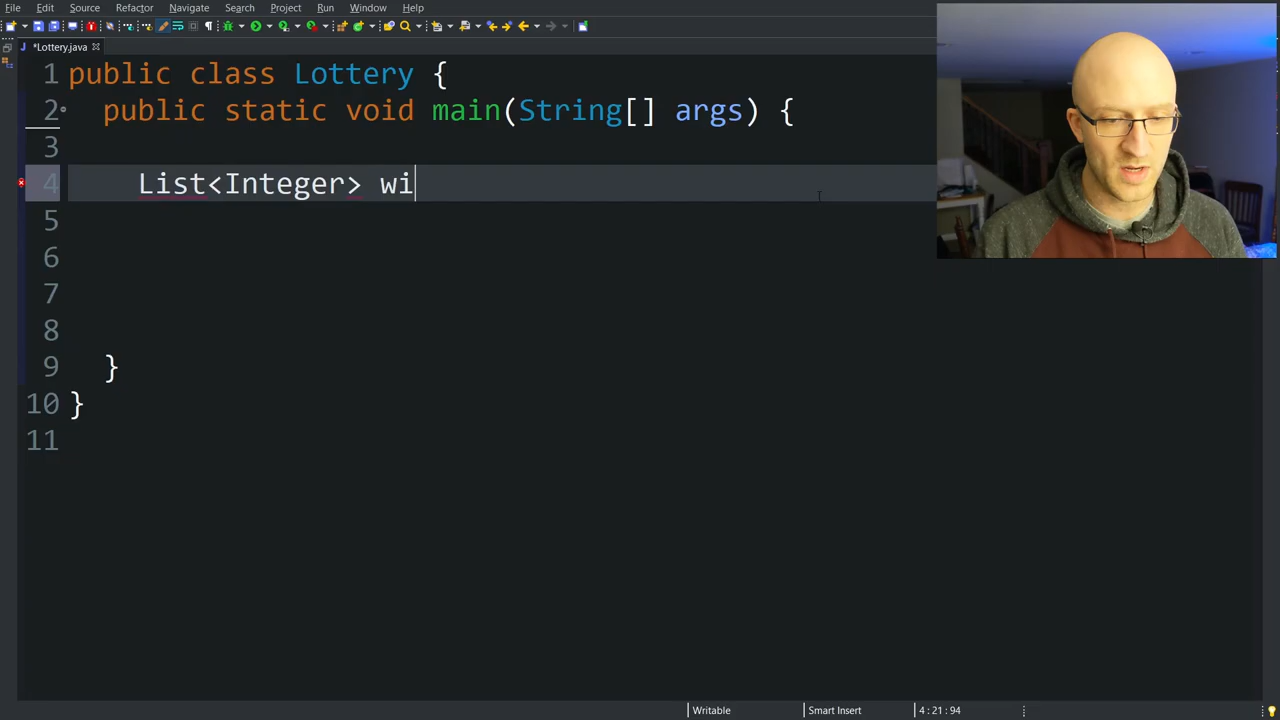 File Edit Source Refactor Navigate Search Project Run Window Help
*Lottery.java
1 public class Lottery {
2 public static void main(String[] args) {
3
4 List<Integer> wi
5
6
7
8
9 }
10 }
11
Writable Smart Insert 4 : 21 : 94